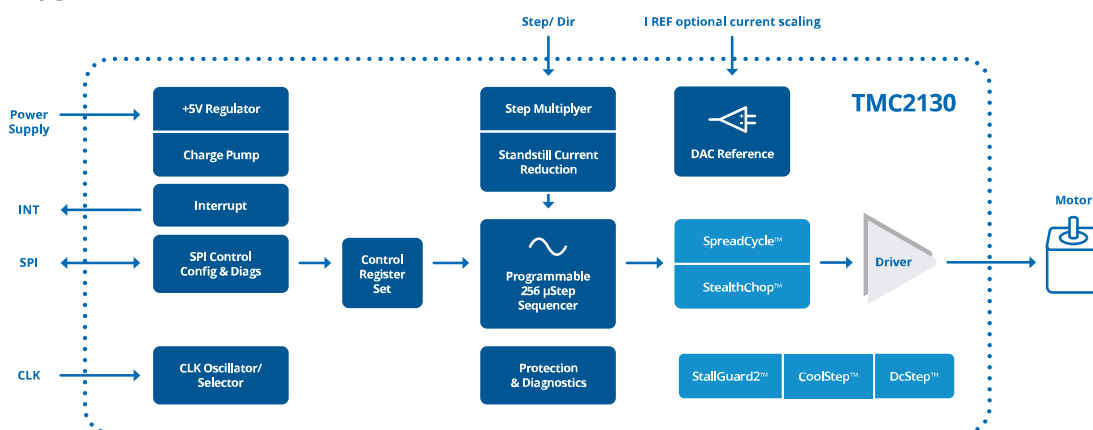 Step/ Dir
I REF optional current scaling
TMC2130
Power
Supply
+5V Regulator
Charge Pump
Step Multiplyer
Standstill Current
Reduction
DAC Reference
INT
Interrupt
Motor
SPI
SPI Control
Config & Diags
Control
Register
Set
Programmable
256 µStep
Sequencer
SpreadCycle™
StealthChop™
Driver
CLK
CLK Oscillator/
Selector
Protection
& Diagnostics
StallGuard2™
CoolStep™
DcStep™